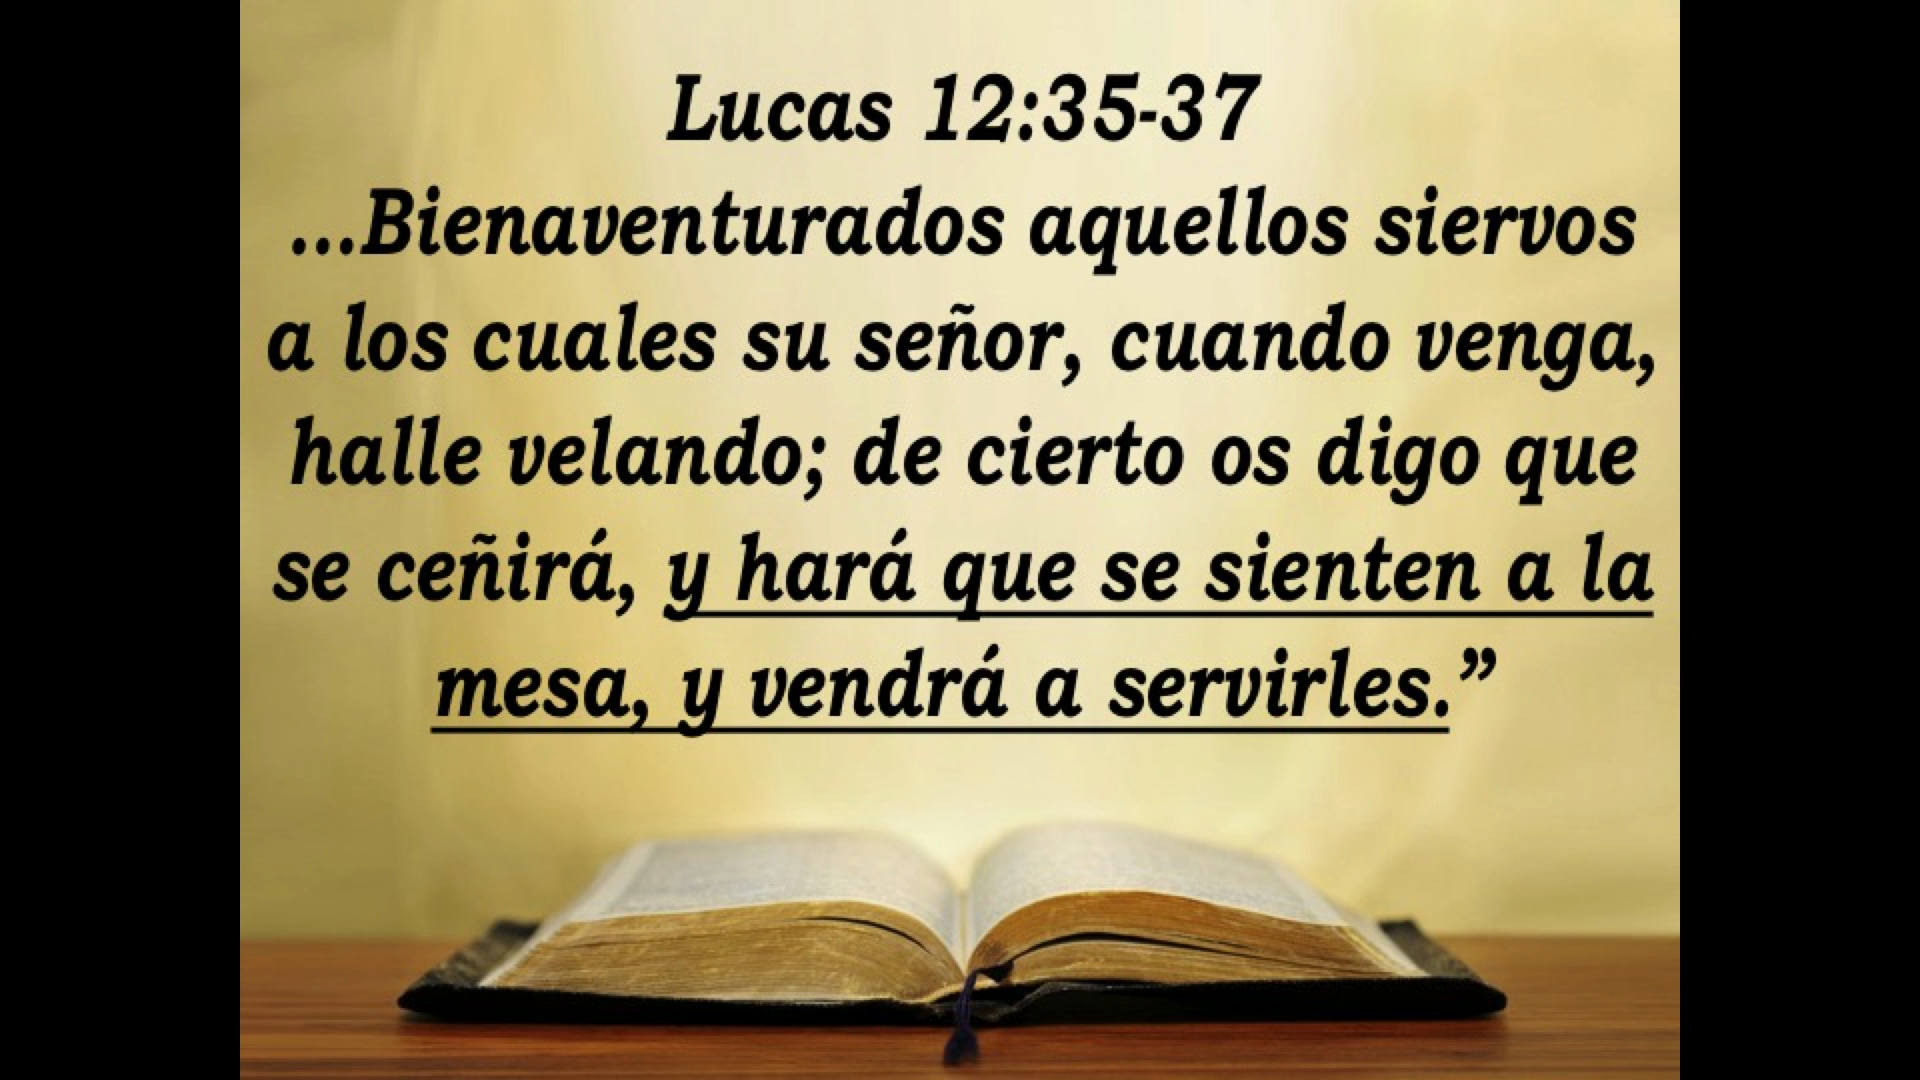 Lucas 12:35-37
...Bienaventurados aquellos siervos
a los cuales su señor, cuando venga,
halle velando; de cierto os digo que
se ceñirá, y hará que se sienten a la
mesa, y vendrá a servirles.”